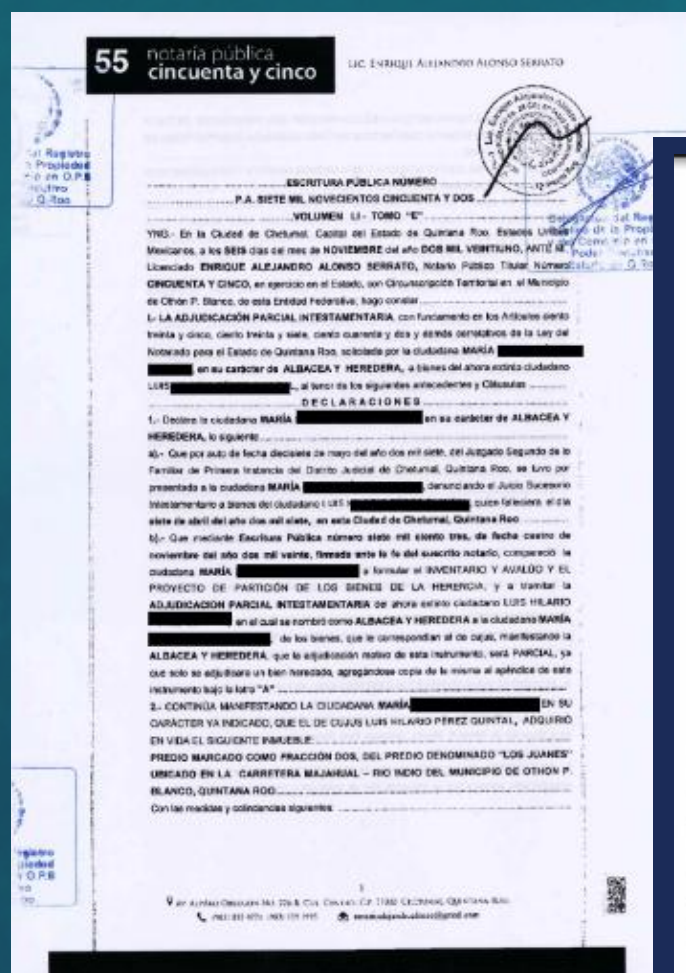 55 notaría pública
cincuenta y cinco
LIC. ENRIQUE ALEJANDRO ALONSO SERRATO
ESCRITURA PÚBLICA NÚMERO
P.A. SIETE MIL NOVECIENTOS CINCUENTA Y DOS
VOLUMEN LI - TOMO "E"
YNG.- En la Ciudad de Chetumal, Capital del Estado de Quintana Roo, Estados Unidos
Mexicanos, a los SEIS días del mes de NOVIEMBRE del año DOS MIL VEINTIUNO, ANTE MI,
Licenciado ENRIQUE ALEJANDRO ALONSO SERRATO, Notario Público Titular Número
CINCUENTA Y CINCO, en ejercicio en el Estado, con Circunscripción Territorial en el Municipio
de Othón P. Blanco, de esta Entidad Federativa, hago constar
I.- LA ADJUDICACIÓN PARCIAL INTESTAMENTARIA, con fundamento en los Artículos ciento
treinta y cinco, ciento treinta y siete, ciento cuarenta y dos y demás correlativos de la Ley del
Notariado para el Estado de Quintana Roo, solicitada por la ciudadana MARÍA
, en su carácter de ALBACEA Y HEREDERA, a bienes del ahora extinto ciudadano
LUIS , al tenor de los siguientes antecedentes y Cláusulas
DECLARACIONES
1.- Declara la ciudadana MARÍA en su carácter de ALBACEA Y
HEREDERA, lo siguiente
a).- Que por auto de fecha diecisiete de mayo del año dos mil siete, del Juzgado Segundo de lo
Familiar de Primera Instancia del Distrito Judicial de Chetumal, Quintana Roo, se tuvo por
presentado a la ciudadana MARÍA , denunciando el Juicio Sucesorio
Intestamentario a bienes del ciudadano LUIS , quien falleciera el día
siete de abril del año dos mil siete, en esta Ciudad de Chetumal, Quintana Roo
b).- Que mediante Escritura Pública número siete mil ciento tres, de fecha cuatro de
noviembre del año dos mil veinte, firmada ante la fe del suscrito notario, compareció la
ciudadana MARÍA a formular el INVENTARIO Y AVALÚO Y EL
PROYECTO DE PARTICIÓN DE LOS BIENES DE LA HERENCIA, y a tramitar la
ADJUDICACIÓN PARCIAL INTESTAMENTARIA del ahora extinto ciudadano LUIS HILARIO
en el cual se nombró como ALBACEA Y HEREDERA a la ciudadana MARÍA
, de los bienes, que le correspondían al de cujus, manifestando la
ALBACEA Y HEREDERA, que la adjudicación motivo de este instrumento, será PARCIAL, ya
que solo se adjudicara un bien heredado, agregándose copia de la misma al apéndice de este
instrumento bajo la letra "A"
2.- CONTINÚA MANIFESTANDO LA CIUDADANA MARÍA EN SU
CARÁCTER YA INDICADO, QUE EL DE CUJUS LUIS HILARIO PÉREZ QUINTAL, ADQUIRIÓ
EN VIDA EL SIGUIENTE INMUEBLE
PREDIO MARCADO COMO FRACCIÓN DOS, DEL PREDIO DENOMINADO "LOS JUANES"
UBICADO EN LA CARRETERA MAJAHUAL – RIO INDIO DEL MUNICIPIO DE OTHON P.
BLANCO, QUINTANA ROO
Con las medidas y colindancias siguientes: